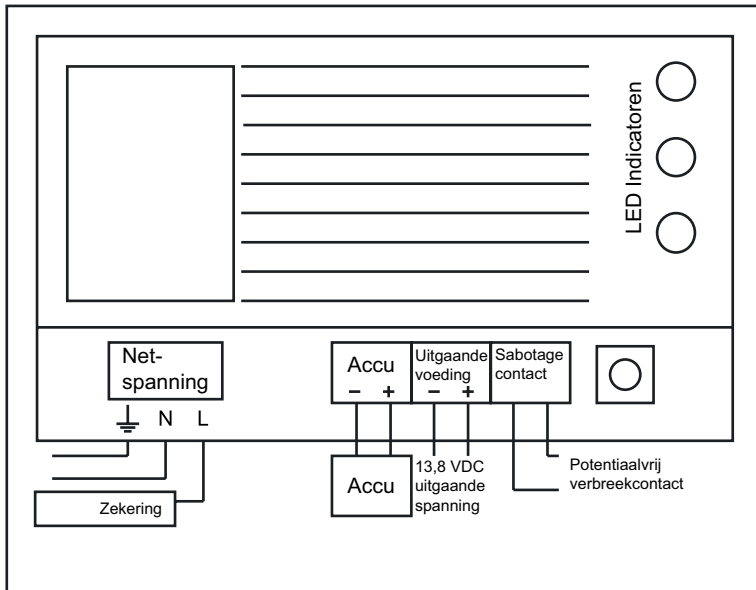 LED Indicatoren
Net-
spanning
N L
Accu
– +
Uitgaande
voeding
– +
Sabotage
contact
Accu
13,8 VDC
uitgaande
spanning
Potentiaalvrij
verbreekcontact
Zekering